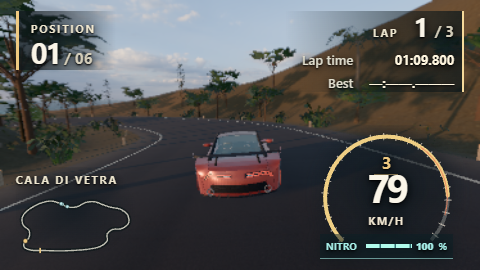 POSITION
01 / 06
LAP 1 / 3
Lap time 01:09.800
Best --:--.---
CALA DI VETRA
3
79
KM/H
NITRO 100 %